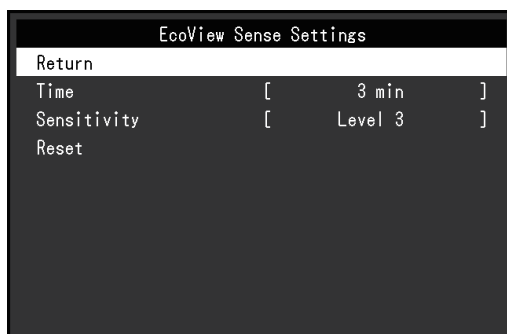 EcoView Sense Settings
Return
Time [ 3 min ]
Sensitivity [ Level 3 ]
Reset